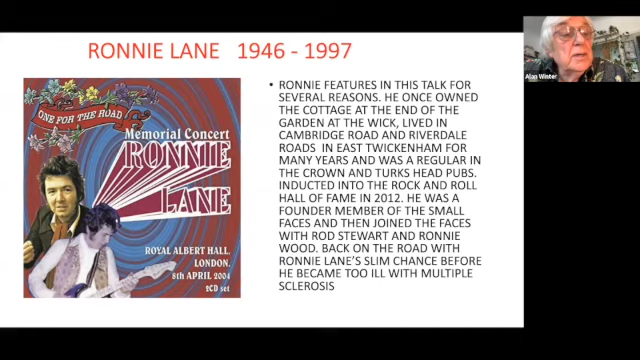 RONNIE LANE 1946 - 1997
Alan Winter
ONE FOR THE ROAD
Memorial Concert
RONNIE
LANE
ROYAL ALBERT HALL,
LONDON,
8th APRIL 2004
2CD set
• RONNIE FEATURES IN THIS TALK FOR
SEVERAL REASONS. HE ONCE OWNED
THE COTTAGE AT THE END OF THE
GARDEN AT THE WICK, LIVED IN
CAMBRIDGE ROAD AND RIVERDALE
ROADS IN EAST TWICKENHAM FOR
MANY YEARS AND WAS A REGULAR IN
THE CROWN AND TURKS HEAD PUBS.
INDUCTED INTO THE ROCK AND ROLL
HALL OF FAME IN 2012. HE WAS A
FOUNDER MEMBER OF THE SMALL
FACES AND THEN JOINED THE FACES
WITH ROD STEWART AND RONNIE
WOOD. BACK ON THE ROAD WITH
RONNIE LANE'S SLIM CHANCE BEFORE
HE BECAME TOO ILL WITH MULTIPLE
SCLEROSIS